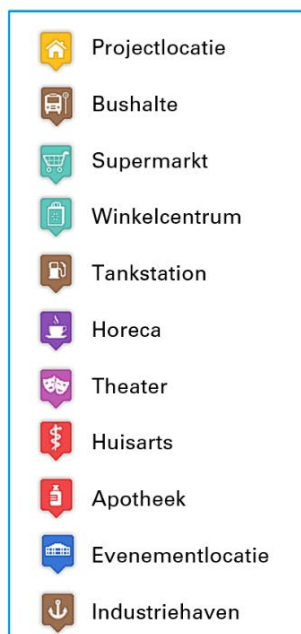 Projectlocatie
Bushalte
Supermarkt
Winkelcentrum
Tankstation
Horeca
Theater
Huisarts
Apotheek
Evenementlocatie
Industriehaven